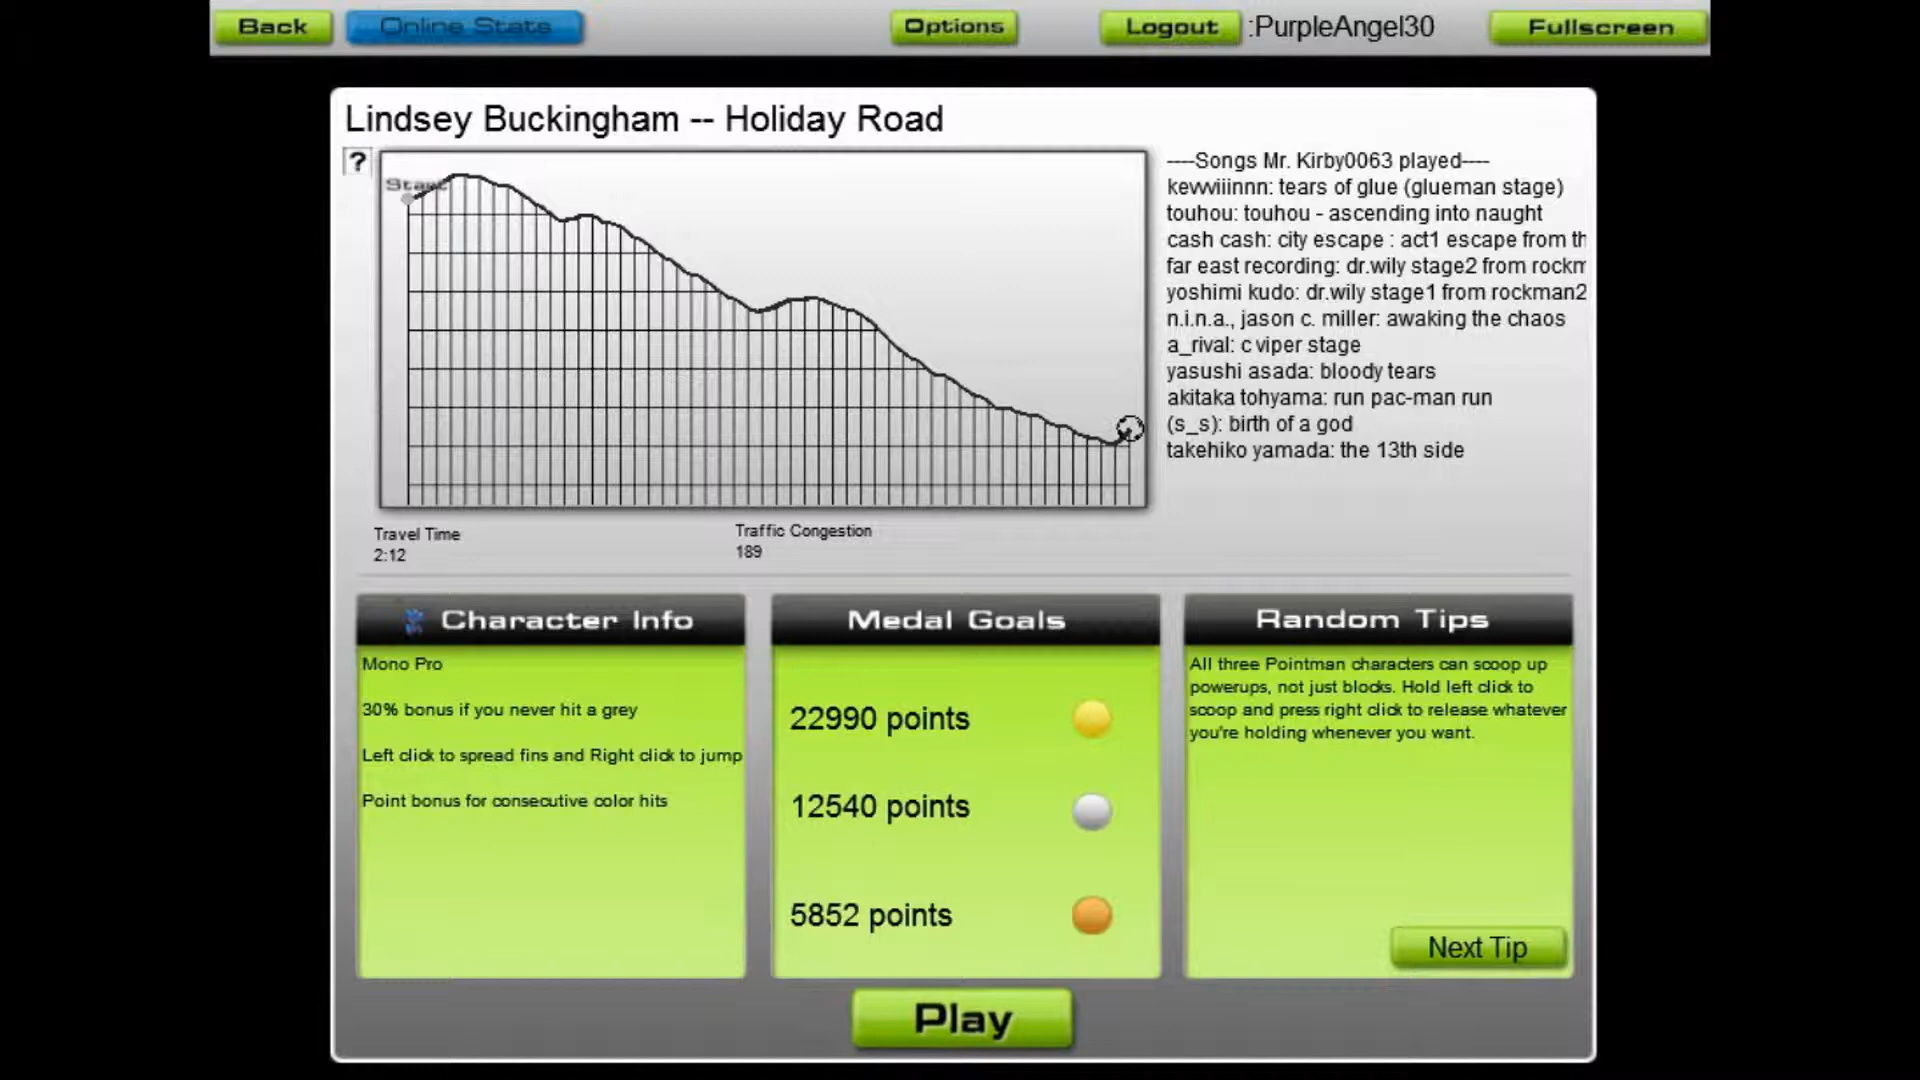 Back
Online Stats
Options
Logout
:PurpleAngel30
Fullscreen
Lindsey Buckingham -- Holiday Road
?
Start
----Songs Mr. Kirby0063 played----
kewviiinnn: tears of glue (glueman stage)
touhou: touhou - ascending into naught
cash cash: city escape : act1 escape from th
far east recording: dr.wily stage2 from rockm
yoshimi kudo: dr.wily stage1 from rockman2
n.i.n.a., jason c. miller: awaking the chaos
a_rival: c viper stage
yasushi asada: bloody tears
akitaka tohyama: run pac-man run
(s_s): birth of a god
takehiko yamada: the 13th side
Travel Time
2:12
Traffic Congestion
189
Character Info
Mono Pro
30% bonus if you never hit a grey
Left click to spread fins and Right click to jump
Point bonus for consecutive color hits
Medal Goals
22990 points
12540 points
5852 points
Random Tips
All three Pointman characters can scoop up
powerups, not just blocks. Hold left click to
scoop and press right click to release whatever
you're holding whenever you want.
Next Tip
Play